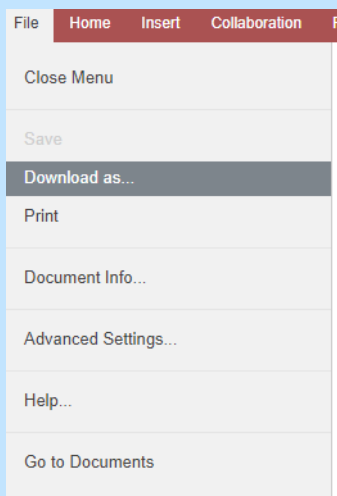 File Home Insert Collaboration
Close Menu
Save
Download as...
Print
Document Info...
Advanced Settings...
Help...
Go to Documents